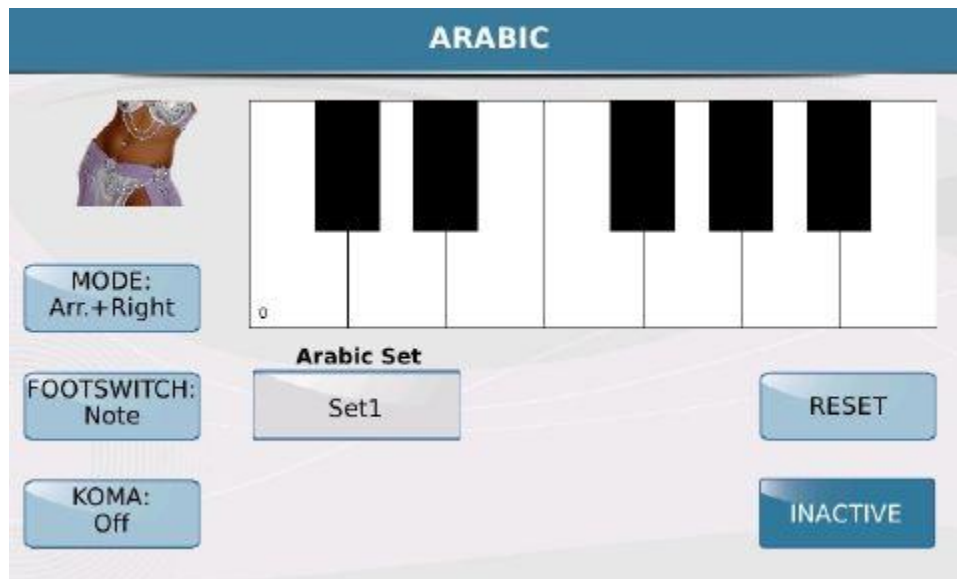 ARABIC
MODE:
Arr.+Right
0
Arabic Set
FOOTSWITCH:
Note
Set1
RESET
KOMA:
Off
INACTIVE